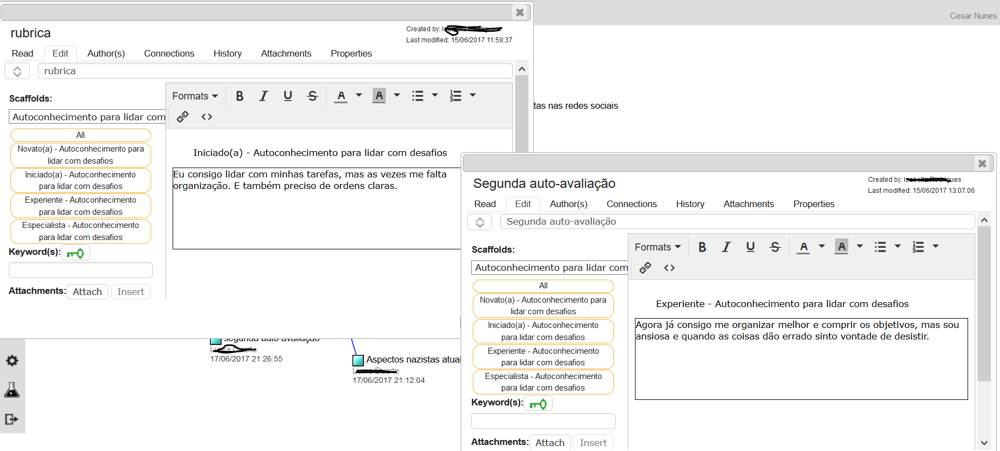 Cesar Nunes
rubrica
Created by:
Last modified: 15/06/2017 11:59:37
Read Edit Author(s) Connections History Attachments Properties
rubrica
Scaffolds:
Autoconhecimento para lidar com
All
Novato(a) - Autoconhecimento para
lidar com desafios
Iniciado(a) - Autoconhecimento
para lidar com desafios
Experiente - Autoconhecimento
para lidar com desafios
Especialista - Autoconhecimento
para lidar com desafios
Keyword(s):
Attachments: Attach Insert
Formats B I U S A A
<>
Iniciado(a) - Autoconhecimento para lidar com desafios
Eu consigo lidar com minhas tarefas, mas as vezes me falta
organização. E também preciso de ordens claras.
tas nas redes sociais
Segunda auto-avaliação
Created by:
Last modified: 15/06/2017 13:07:06
Read Edit Author(s) Connections History Attachments Properties
Segunda auto-avaliação
Scaffolds:
Autoconhecimento para lidar com
All
Novato(a) - Autoconhecimento para
lidar com desafios
Iniciado(a) - Autoconhecimento
para lidar com desafios
Experiente - Autoconhecimento
para lidar com desafios
Especialista - Autoconhecimento
para lidar com desafios
Keyword(s):
Attachments: Attach Insert
Formats B I U S A A
<>
Experiente - Autoconhecimento para lidar com desafios
Agora já consigo me organizar melhor e comprir os objetivos, mas sou
ansiosa e quando as coisas dão errado sinto vontade de desistir.
segunda auto avaliação
17/06/2017 21:26:55
Aspectos nazistas atual
17/06/2017 21:12:04